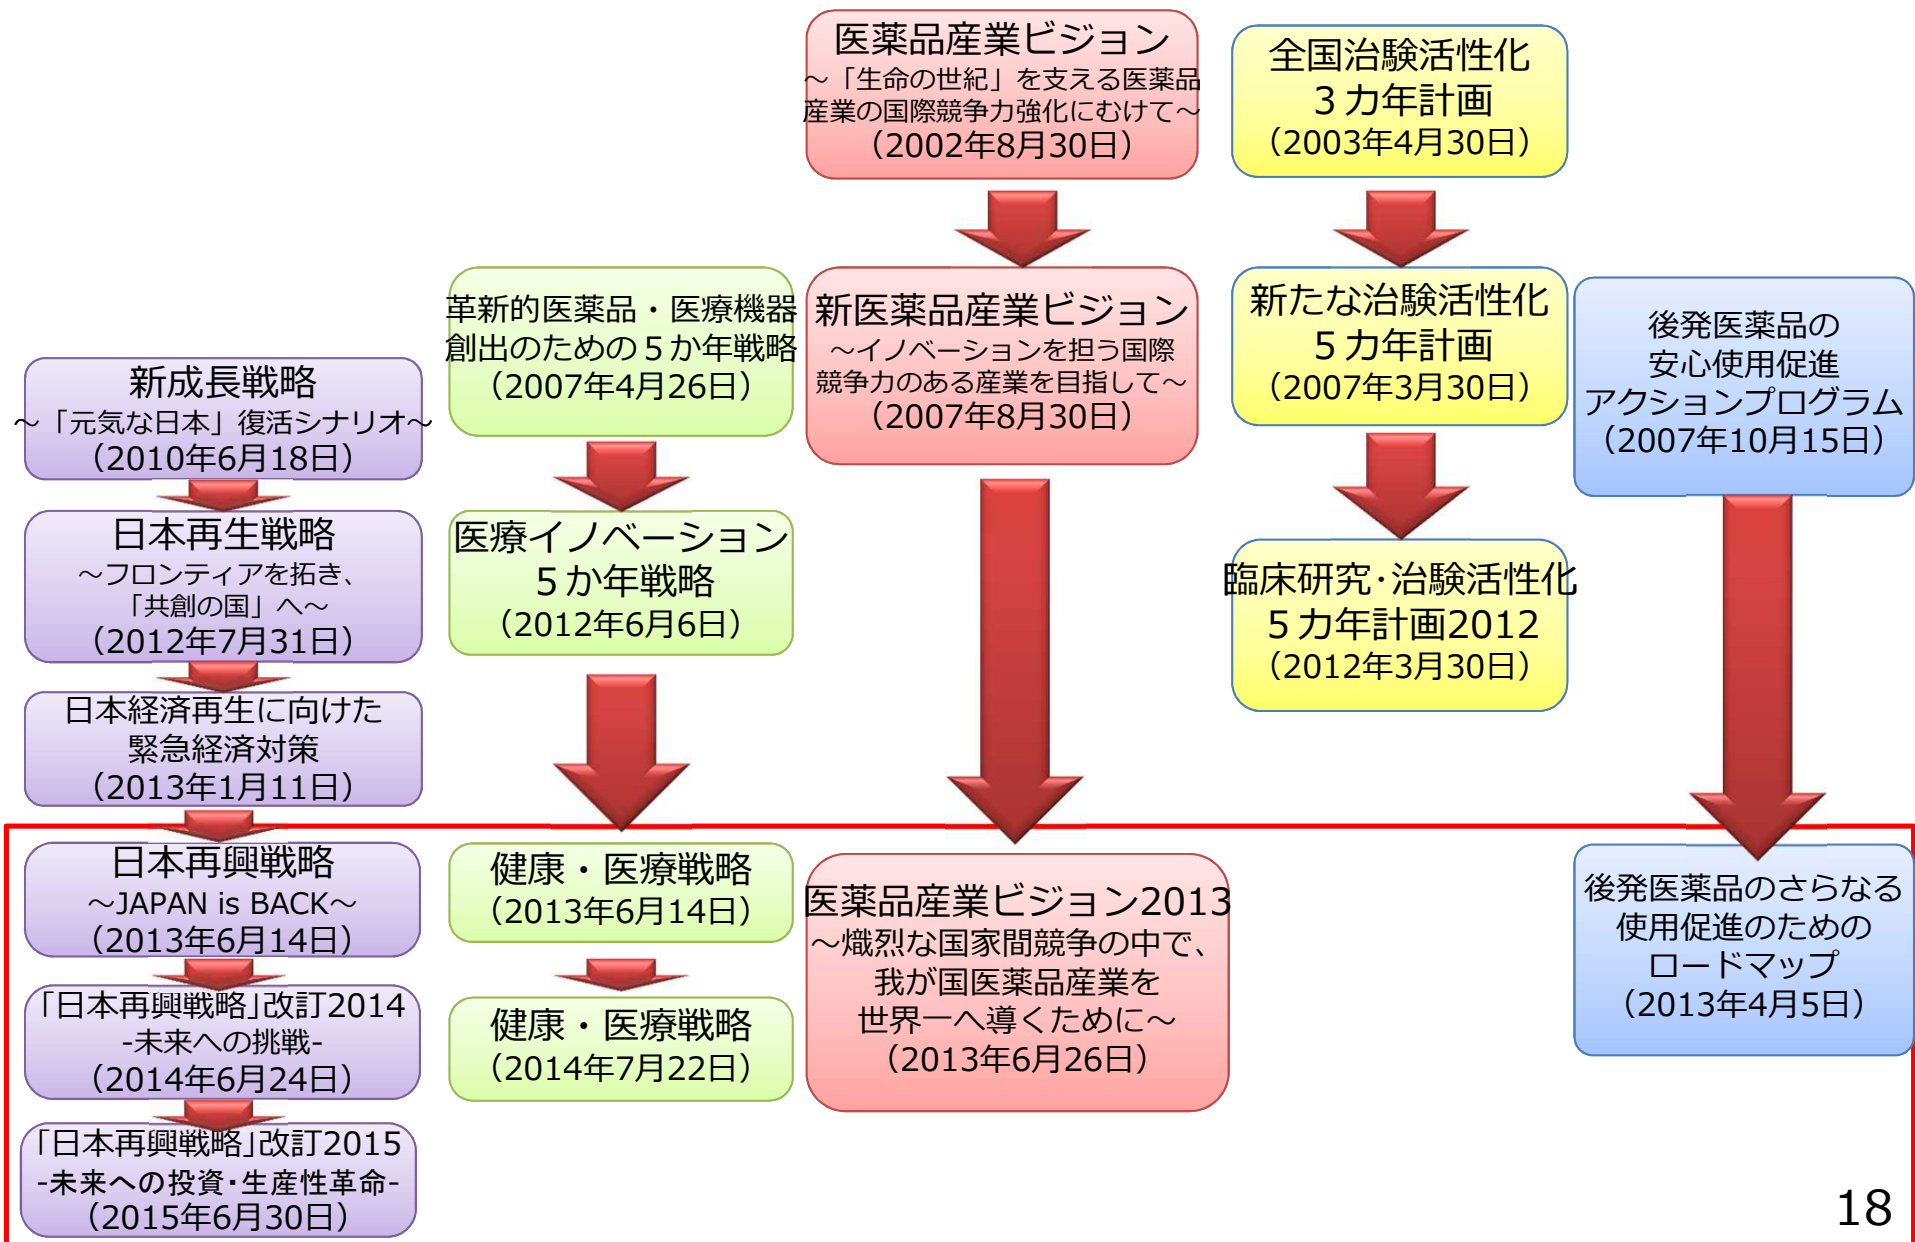 医薬品産業ビジョン
～「生命の世紀」を支える医薬品
産業の国際競争力強化にむけて～
（2002年8月30日）
全国治験活性化
３カ年計画
（2003年4月30日）
革新的医薬品・医療機器
創出のための５か年戦略
（2007年4月26日）
新医薬品産業ビジョン
～イノベーションを担う国際
競争力のある産業を目指して～
（2007年8月30日）
新たな治験活性化
５カ年計画
（2007年3月30日）
後発医薬品の
安心使用促進
アクションプログラム
（2007年10月15日）
新成長戦略
～「元気な日本」復活シナリオ～
（2010年6月18日）
日本再生戦略
～フロンティアを拓き、
「共創の国」へ～
（2012年7月31日）
医療イノベーション
５か年戦略
（2012年6月6日）
臨床研究･治験活性化
５カ年計画2012
（2012年3月30日）
日本経済再生に向けた
緊急経済対策
（2013年1月11日）
日本再興戦略
～JAPAN is BACK～
（2013年6月14日）
健康・医療戦略
（2013年6月14日）
医薬品産業ビジョン2013
～熾烈な国家間競争の中で、
我が国医薬品産業を
世界一へ導くために～
（2013年6月26日）
後発医薬品のさらなる
使用促進のための
ロードマップ
（2013年4月5日）
「日本再興戦略」改訂2014
-未来への挑戦-
（2014年6月24日）
健康・医療戦略
（2014年7月22日）
「日本再興戦略」改訂2015
-未来への投資･生産性革命-
（2015年6月30日）
18